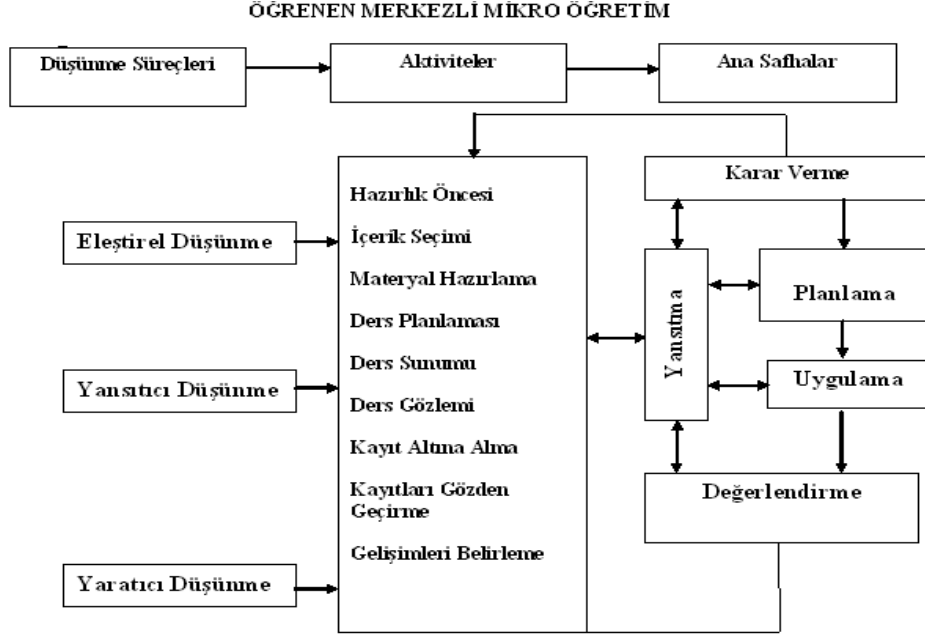 ÖĞRENEN MERKEZLİ MİKRO ÖĞRETİM
Düşünme Süreçleri
Aktiviteler
Ana Safhalar
Eleştirel Düşünme
Yansıtıcı Düşünme
Yaratıcı Düşünme
Hazırlık Öncesi
İçerik Seçimi
Materyal Hazırlama
Ders Planlaması
Ders Sunumu
Ders Gözlemi
Kayıt Altına Alma
Kayıtları Gözden
Geçirme
Gelişimleri Belirleme
Yansıtma
Karar Verme
Planlama
Uygulama
Değerlendirme